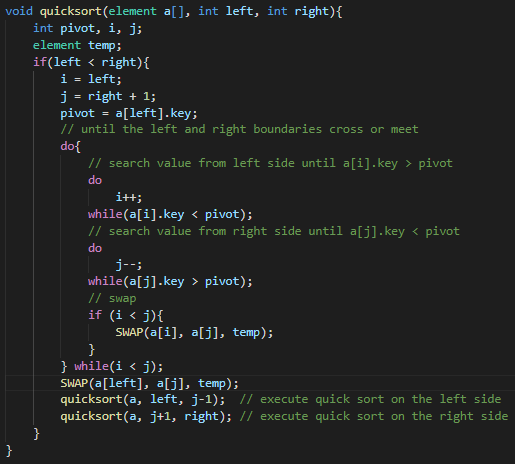 void quicksort(element a[], int left, int right){
    int pivot, i, j;
    element temp;
    if(left < right){
        i = left;
        j = right + 1;
        pivot = a[left].key;
        // until the left and right boundaries cross or meet
        do{
            // search value from left side until a[i].key > pivot
            do
                i++;
            while(a[i].key < pivot);
            // search value from right side until a[j].key < pivot
            do
                j--;
            while(a[j].key > pivot);
            // swap
            if (i < j){
                SWAP(a[i], a[j], temp);
            }
        } while(i < j);
        SWAP(a[left], a[j], temp);
        quicksort(a, left, j-1);  // execute quick sort on the left side
        quicksort(a, j+1, right); // execute quick sort on the right side
    }
}